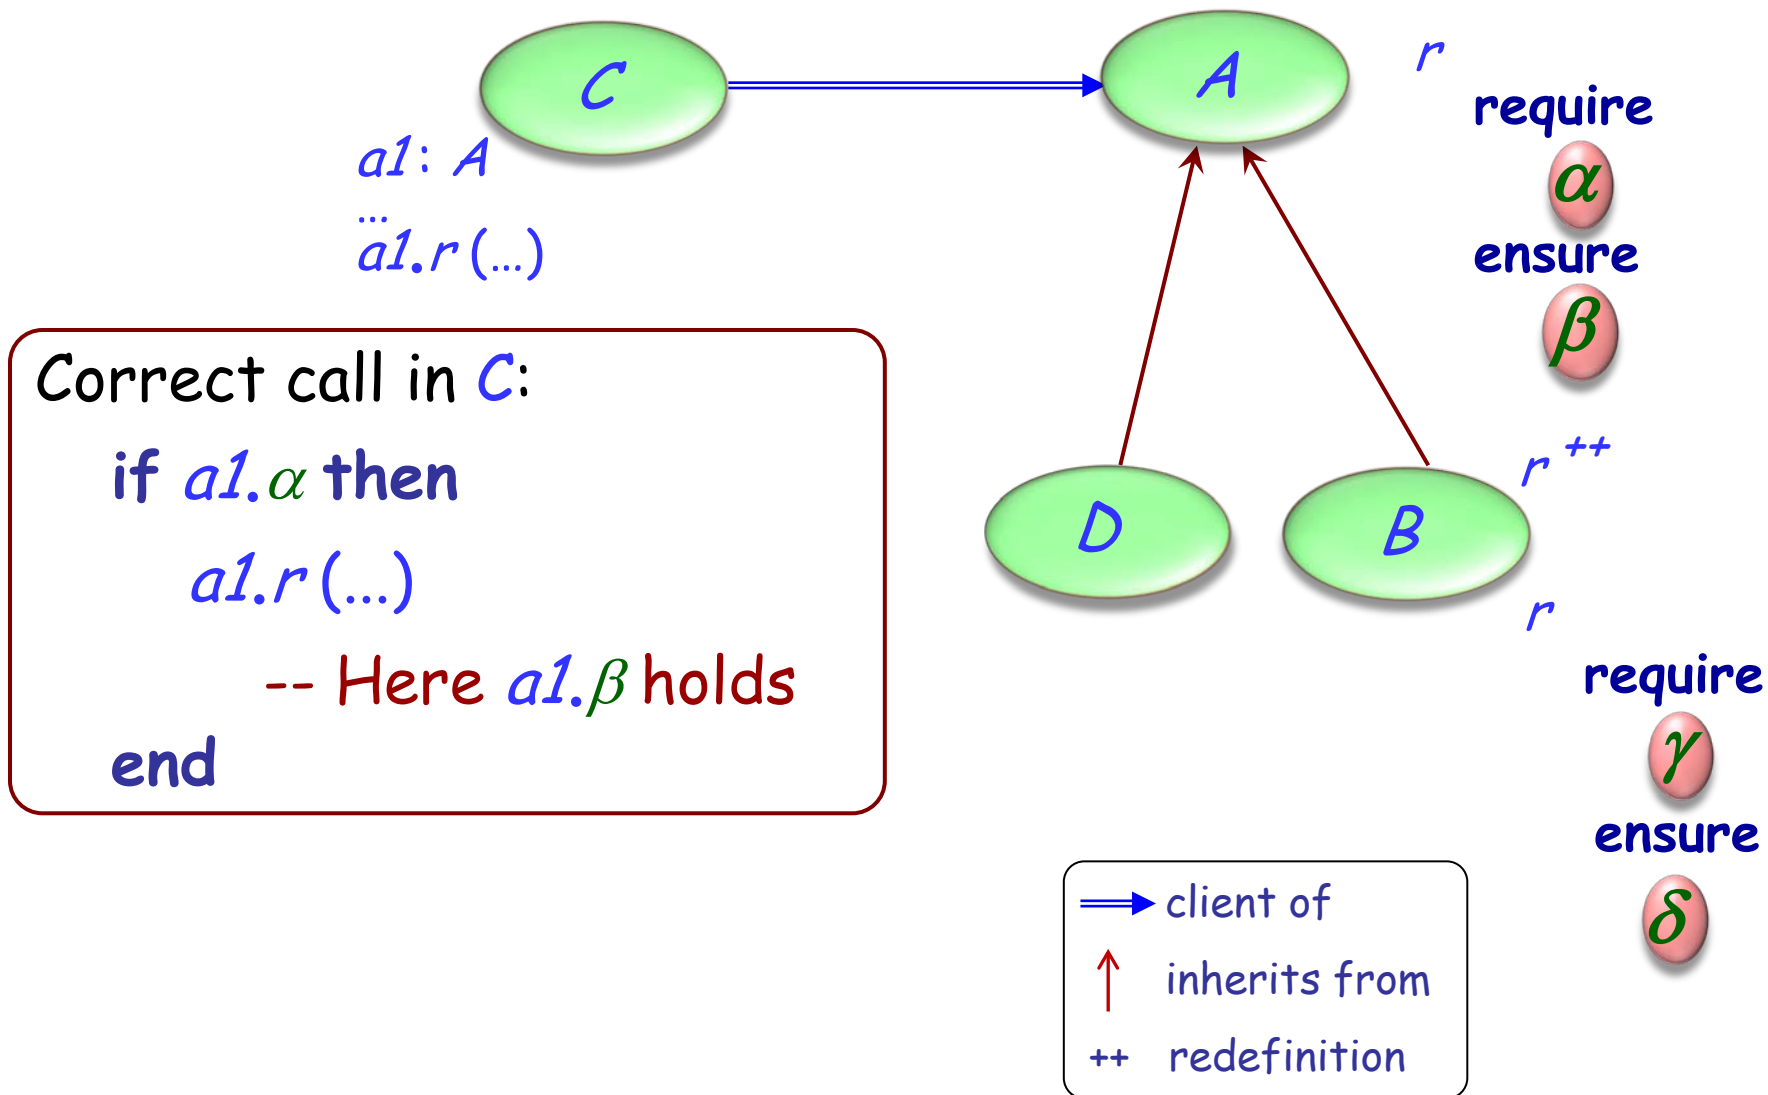 C
A
r
require
α
ensure
β
a1: A
...
a1.r (...)
Correct call in C:
if a1.α then
a1.r (...)
-- Here a1.β holds
end
D
B
r ++
r
require
γ
ensure
δ
client of
inherits from
++ redefinition